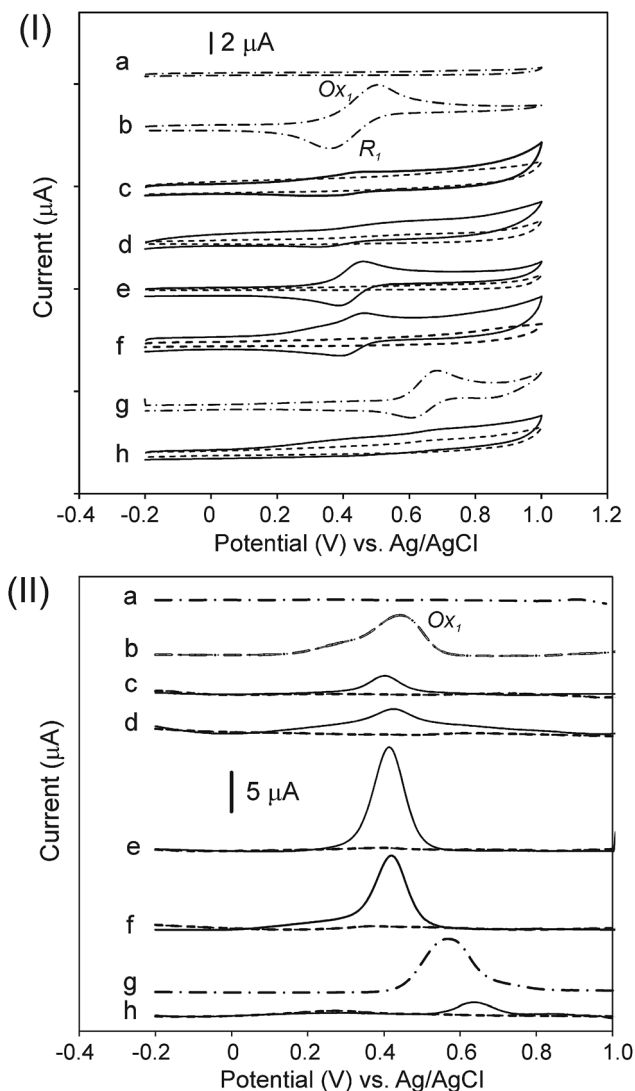 (I)
2 μA
a
Ox1
b
R1
c
d
e
f
g
h
Current (μA)
-0.4 -0.2 0 0.2 0.4 0.6 0.8 1.0 1.2
Potential (V) vs. Ag/AgCl
(II)
a
Ox1
b
c
d
5 μA
e
f
g
h
Current (μA)
-0.4 -0.2 0 0.2 0.4 0.6 0.8 1.0
Potential (V) vs. Ag/AgCl